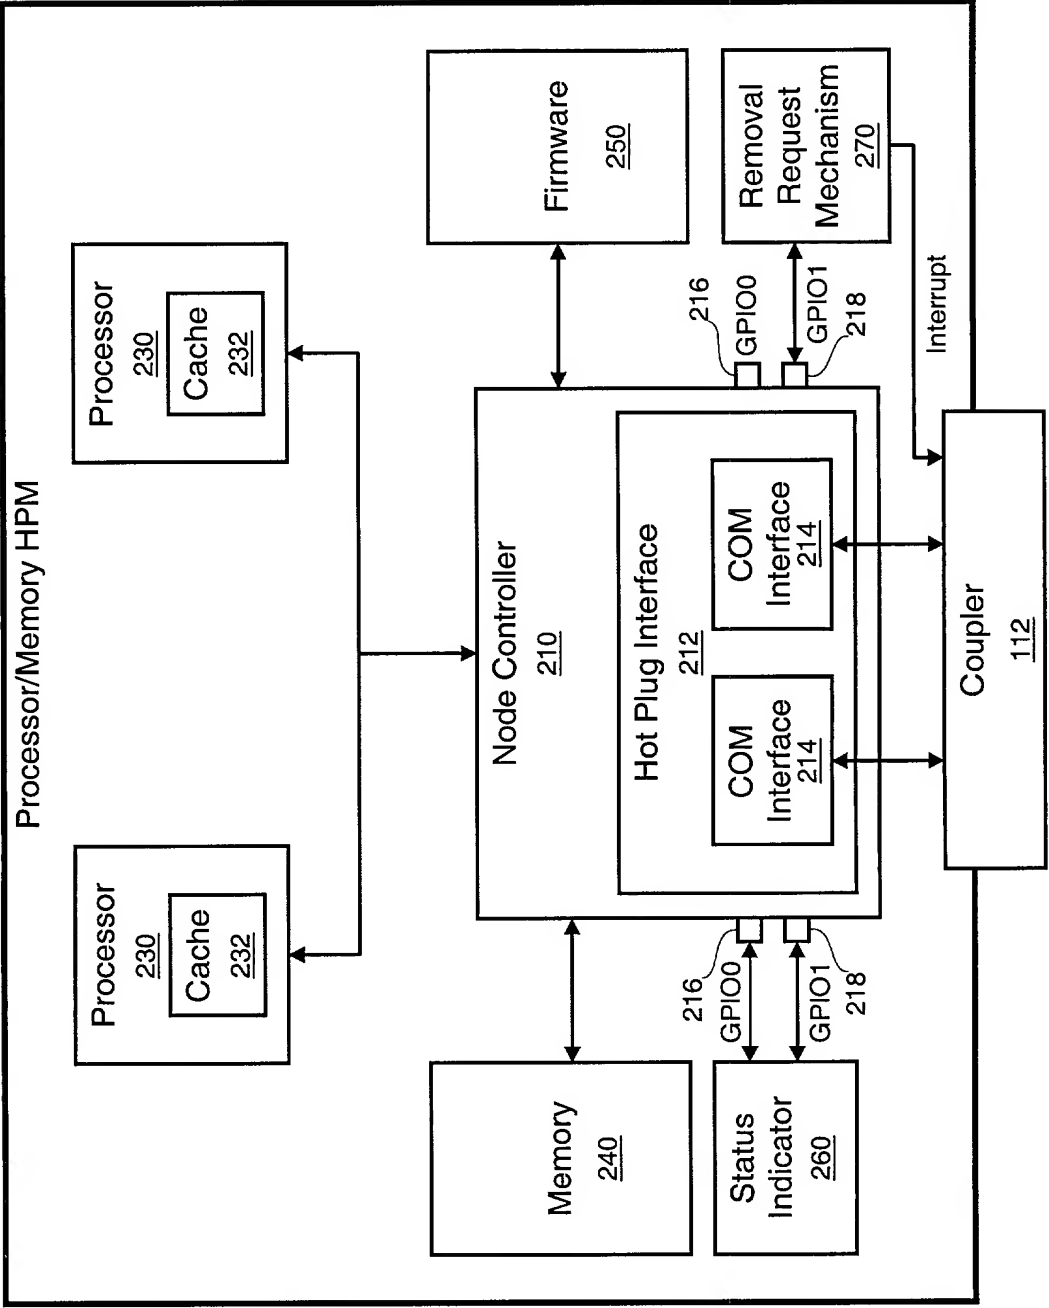 Processor/Memory HPM
Processor
230
Cache
232
Processor
230
Cache
232
Memory
240
Node Controller
210
Firmware
250
Hot Plug Interface
212
COM
Interface
214
COM
Interface
214
Status
Indicator
260
216
GPIO0
GPIO1
218
216
GPIO0
GPIO1
218
Removal
Request
Mechanism
270
Interrupt
Coupler
112